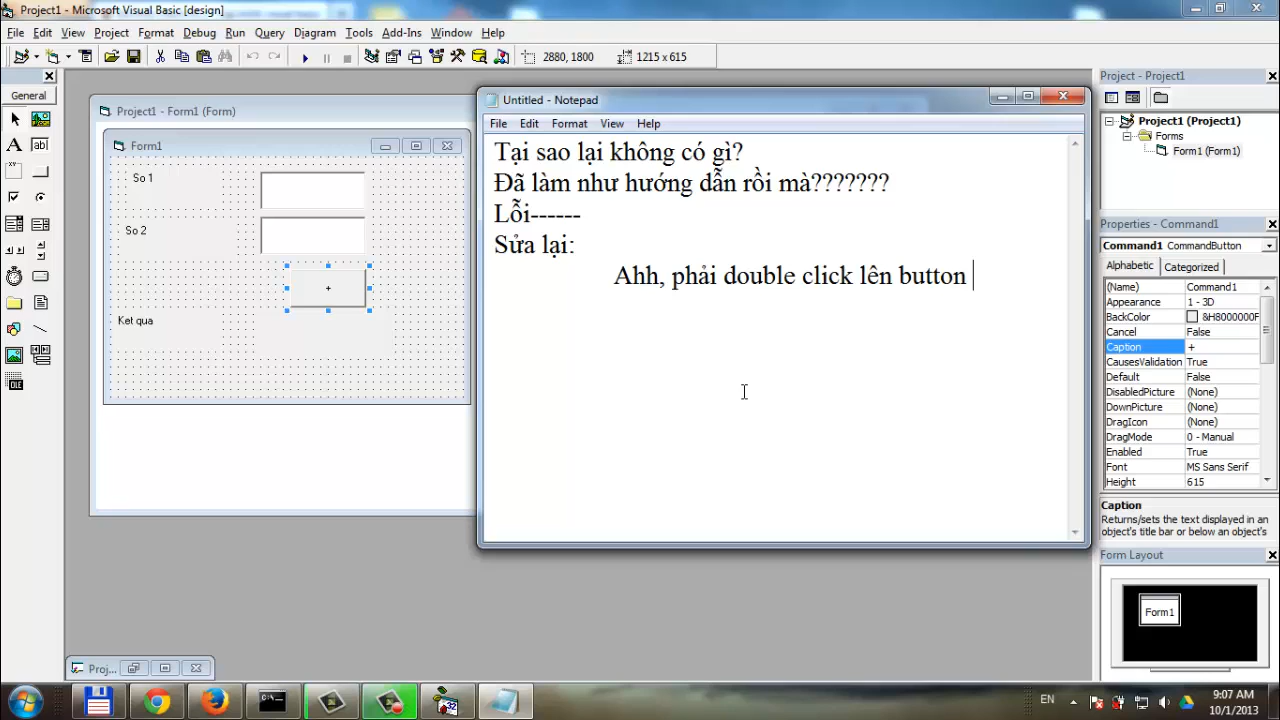 Project1 - Microsoft Visual Basic [design]
File Edit View Project Format Debug Run Query Diagram Tools Add-Ins Window Help
2880, 1800 1215 x 615
General
Project1 - Form1 (Form)
Form1
So 1
So 2
+
Ket qua
Untitled - Notepad
File Edit Format View Help
Tại sao lại không có gì?
Đã làm như hướng dẫn rồi mà???????
Lỗi------
Sửa lại:
Ahh, phải double click lên button
Project - Project1
Project1 (Project1)
Forms
Form1 (Form1)
Properties - Command1
Command1 CommandButton
Alphabetic Categorized
(Name) Command1
Appearance 1 - 3D
BackColor &H8000000F
Cancel False
Caption +
CausesValidation True
Default False
DisabledPicture (None)
DownPicture (None)
DragIcon (None)
DragMode 0 - Manual
Enabled True
Font MS Sans Serif
Height 615
Caption
Returns/sets the text displayed in
an object's title bar or below an object's
Form Layout
Form1
Proj...
EN
9:07 AM
10/1/2013